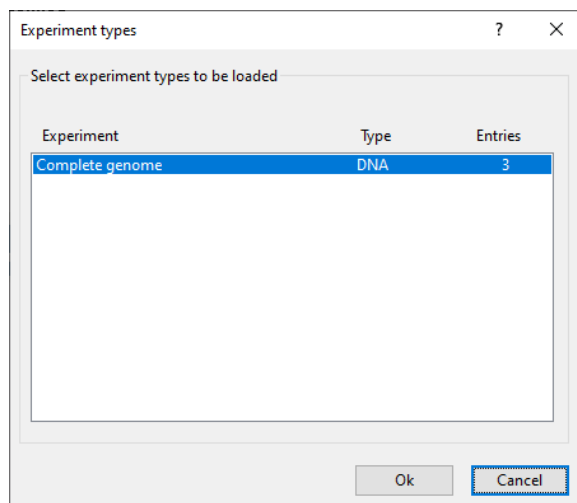 Experiment types ?
Select experiment types to be loaded
Experiment Type Entries
Complete genome DNA 3
Ok Cancel